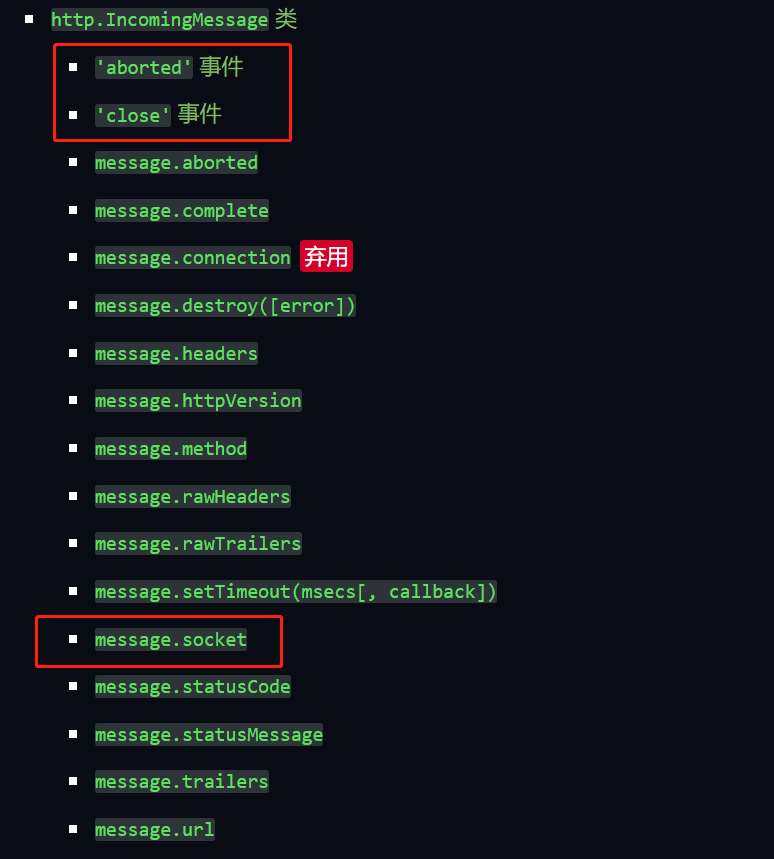 http.IncomingMessage 类
'aborted' 事件
'close' 事件
message.aborted
message.complete
message.connection 弃用
message.destroy([error])
message.headers
message.httpVersion
message.method
message.rawHeaders
message.rawTrailers
message.setTimeout(msecs[, callback])
message.socket
message.statusCode
message.statusMessage
message.trailers
message.url